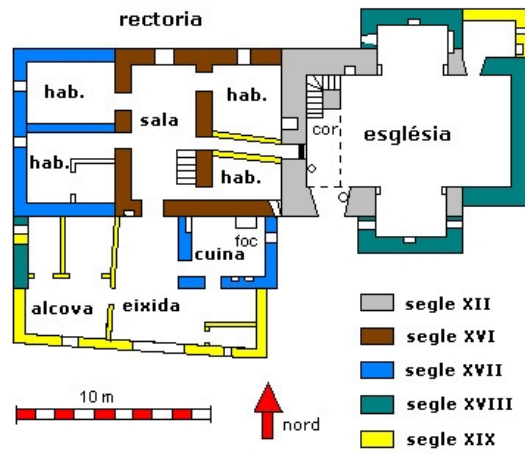 rectoria
hab.
hab.
sala
cor
església
hab.
hab.
foc
cuina
alcova
eixida
segle XII
segle XVI
segle XVII
segle XVIII
segle XIX
10 m
nord